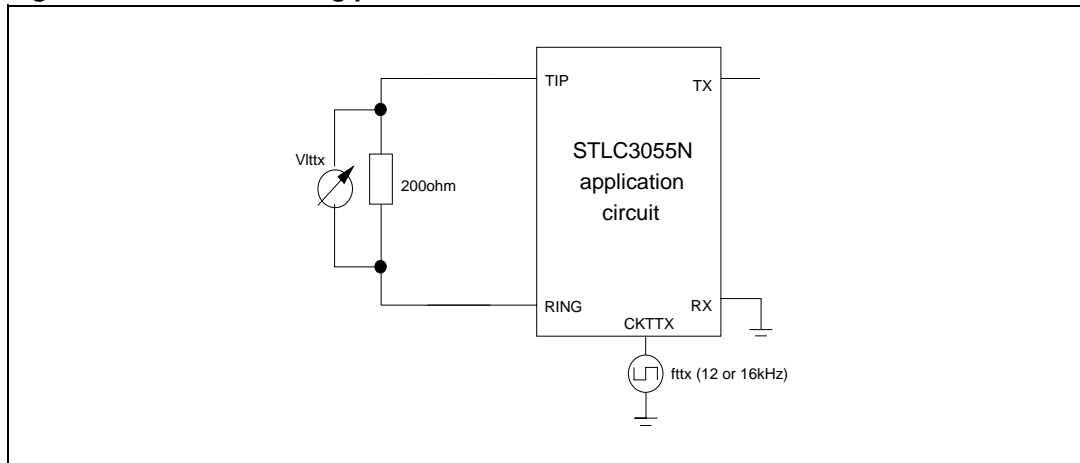 TIP
TX
STLC3055N
application
circuit
Vlttx
200ohm
RING
RX
CKTTX
fttx (12 or 16kHz)